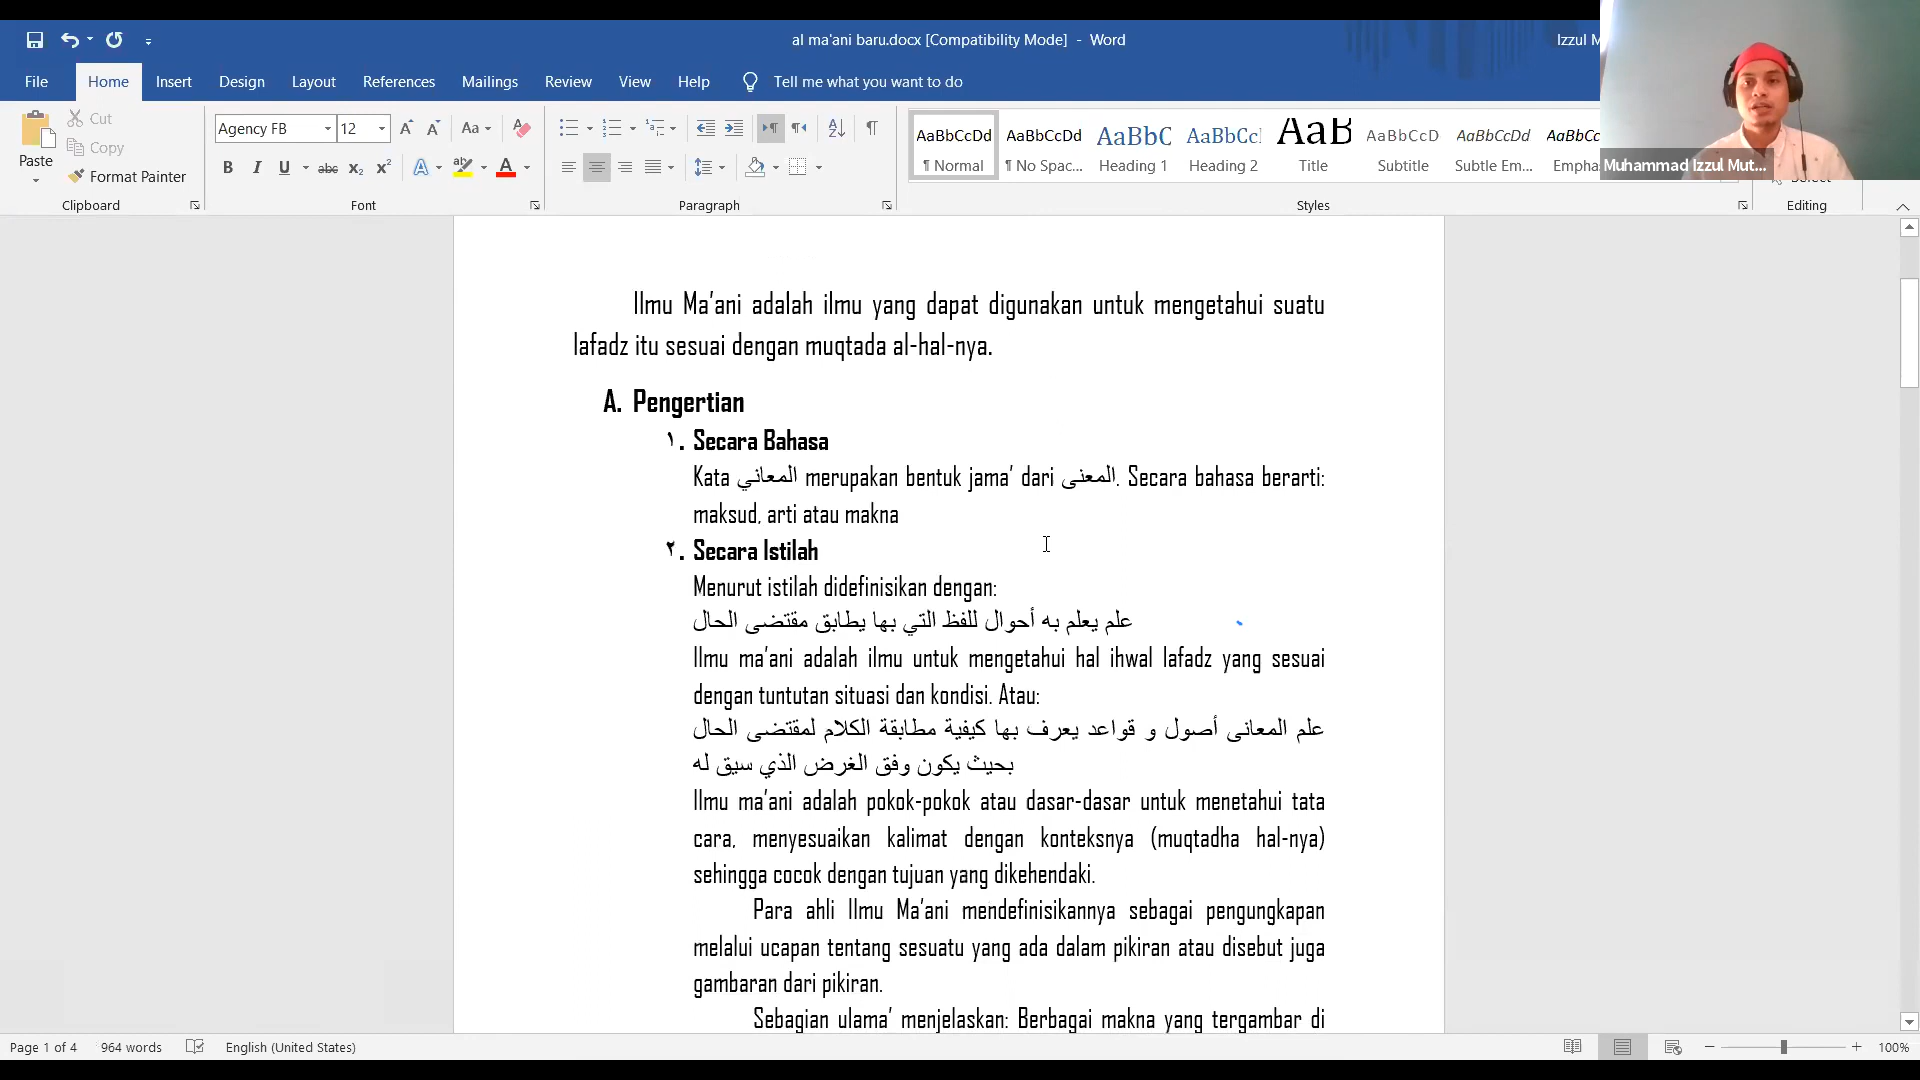 al ma'ani baru.docx [Compatibility Mode] - Word
Izzul M
File Home Insert Design Layout References Mailings Review View Help Tell me what you want to do
Paste
Cut
Copy
Format Painter
Clipboard
Agency FB 12
Font
Paragraph
AaBbCcDd AaBbCcDd AaBbC AaBbCcl AaB AaBbCcD AaBbCcDd AaBbCc
¶ Normal ¶ No Spac... Heading 1 Heading 2 Title Subtitle Subtle Em... Emphas
Styles
Editing
Muhammad Izzul Mut...
Ilmu Ma'ani adalah ilmu yang dapat digunakan untuk mengetahui suatu
lafadz itu sesuai dengan muqtada al-hal-nya.
A. Pengertian
١. Secara Bahasa
Kata المعاني merupakan bentuk jama' dari المعنى. Secara bahasa berarti:
maksud, arti atau makna
٢. Secara Istilah
Menurut istilah didefinisikan dengan:
علم يعلم به أحوال للفظ التي بها يطابق مقتضى الحال
Ilmu ma'ani adalah ilmu untuk mengetahui hal ihwal lafadz yang sesuai
dengan tuntutan situasi dan kondisi. Atau:
علم المعانى أصول و قواعد يعرف بها كيفية مطابقة الكلام لمقتضى الحال
بحيث يكون وفق الغرض الذي سيق له
Ilmu ma'ani adalah pokok-pokok atau dasar-dasar untuk menetahui tata
cara, menyesuaikan kalimat dengan konteksnya (muqtadha hal-nya)
sehingga cocok dengan tujuan yang dikehendaki.
Para ahli Ilmu Ma'ani mendefinisikannya sebagai pengungkapan
melalui ucapan tentang sesuatu yang ada dalam pikiran atau disebut juga
gambaran dari pikiran.
Sebagian ulama' menjelaskan: Berbagai makna yang tergambar di
Page 1 of 4 964 words English (United States) 100%